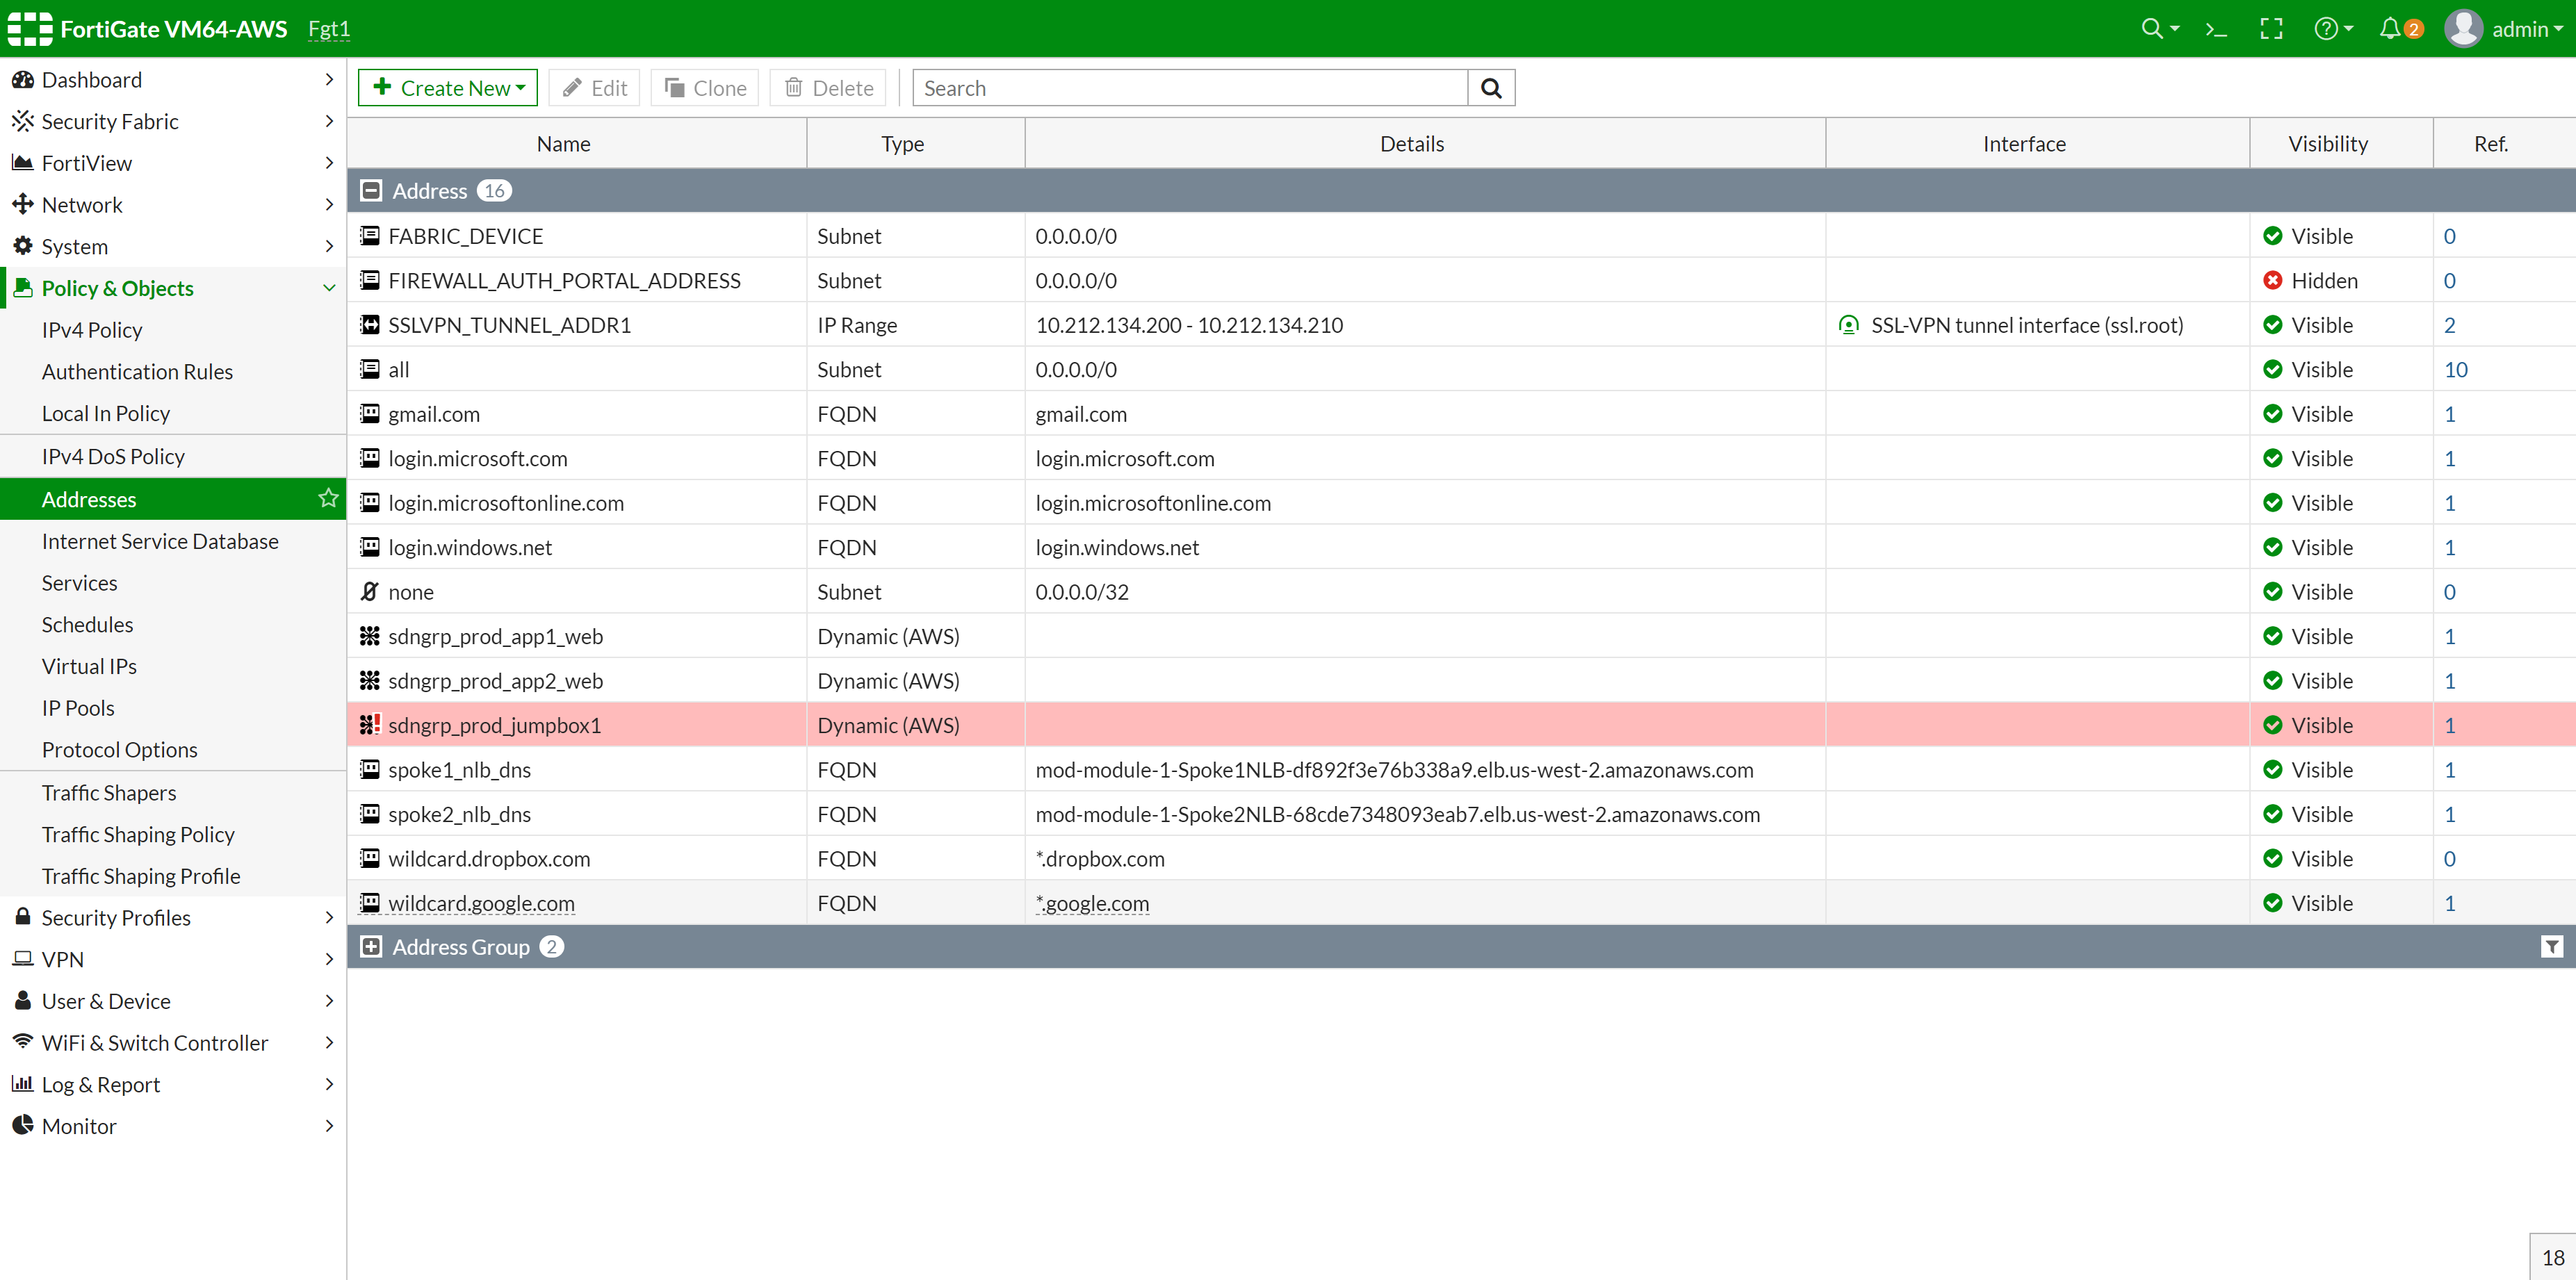 FortiGate VM64-AWS Fgt1 2 admin
Dashboard
Security Fabric
FortiView
Network
System
Policy & Objects
IPv4 Policy
Authentication Rules
Local In Policy
IPv4 DoS Policy
Addresses
Internet Service Database
Services
Schedules
Virtual IPs
IP Pools
Protocol Options
Traffic Shapers
Traffic Shaping Policy
Traffic Shaping Profile
Security Profiles
VPN
User & Device
WiFi & Switch Controller
Log & Report
Monitor
Create New Edit Clone Delete Search
Name Type Details Interface Visibility Ref.
Address 16
FABRIC_DEVICE Subnet 0.0.0.0/0 Visible 0
FIREWALL_AUTH_PORTAL_ADDRESS Subnet 0.0.0.0/0 Hidden 0
SSLVPN_TUNNEL_ADDR1 IP Range 10.212.134.200 - 10.212.134.210 SSL-VPN tunnel interface (ssl.root) Visible 2
all Subnet 0.0.0.0/0 Visible 10
gmail.com FQDN gmail.com Visible 1
login.microsoft.com FQDN login.microsoft.com Visible 1
login.microsoftonline.com FQDN login.microsoftonline.com Visible 1
login.windows.net FQDN login.windows.net Visible 1
none Subnet 0.0.0.0/32 Visible 0
sdngrp_prod_app1_web Dynamic (AWS) Visible 1
sdngrp_prod_app2_web Dynamic (AWS) Visible 1
sdngrp_prod_jumpbox1 Dynamic (AWS) Visible 1
spoke1_nlb_dns FQDN mod-module-1-Spoke1NLB-df892f3e76b338a9.elb.us-west-2.amazonaws.com Visible 1
spoke2_nlb_dns FQDN mod-module-1-Spoke2NLB-68cde7348093eab7.elb.us-west-2.amazonaws.com Visible 1
wildcard.dropbox.com FQDN *.dropbox.com Visible 0
wildcard.google.com FQDN *.google.com Visible 1
Address Group 2
18